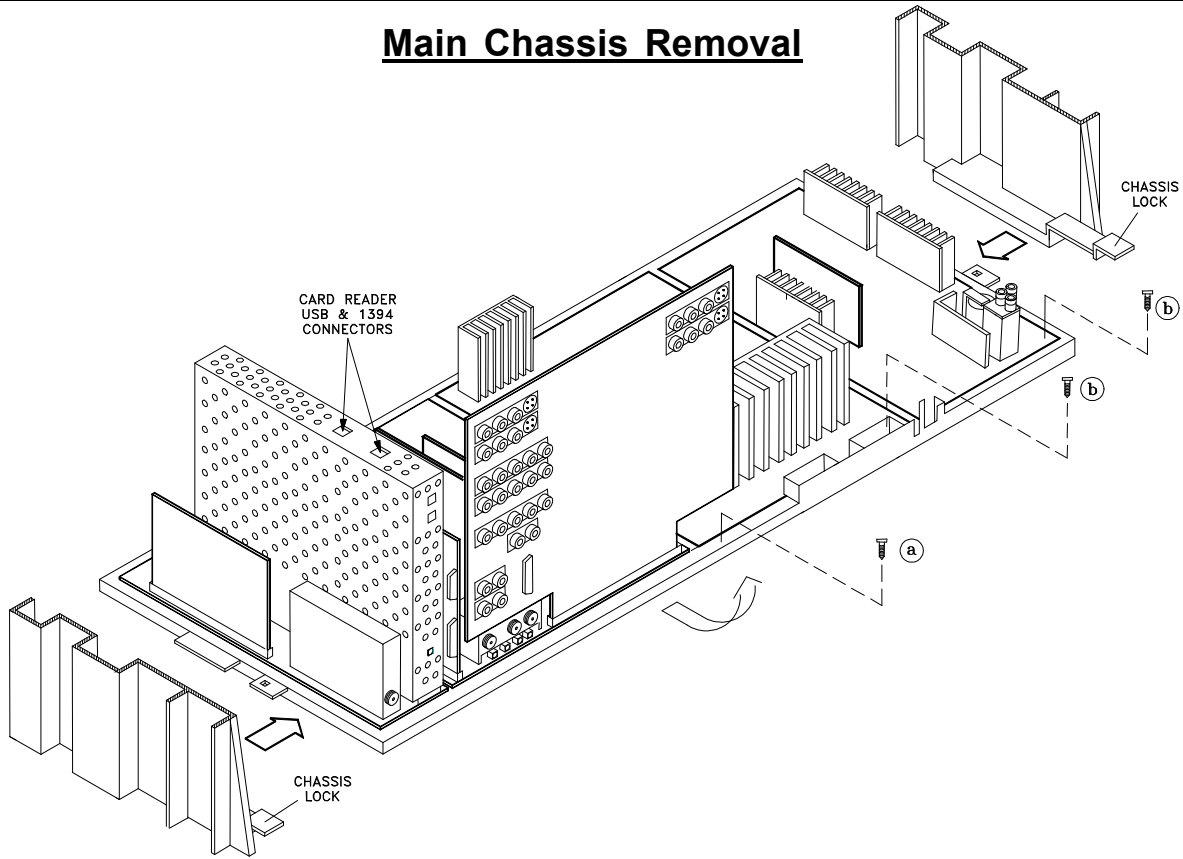 Main Chassis Removal
CHASSIS
LOCK
CARD READER
USB & 1394
CONNECTORS
b
b
a
CHASSIS
LOCK